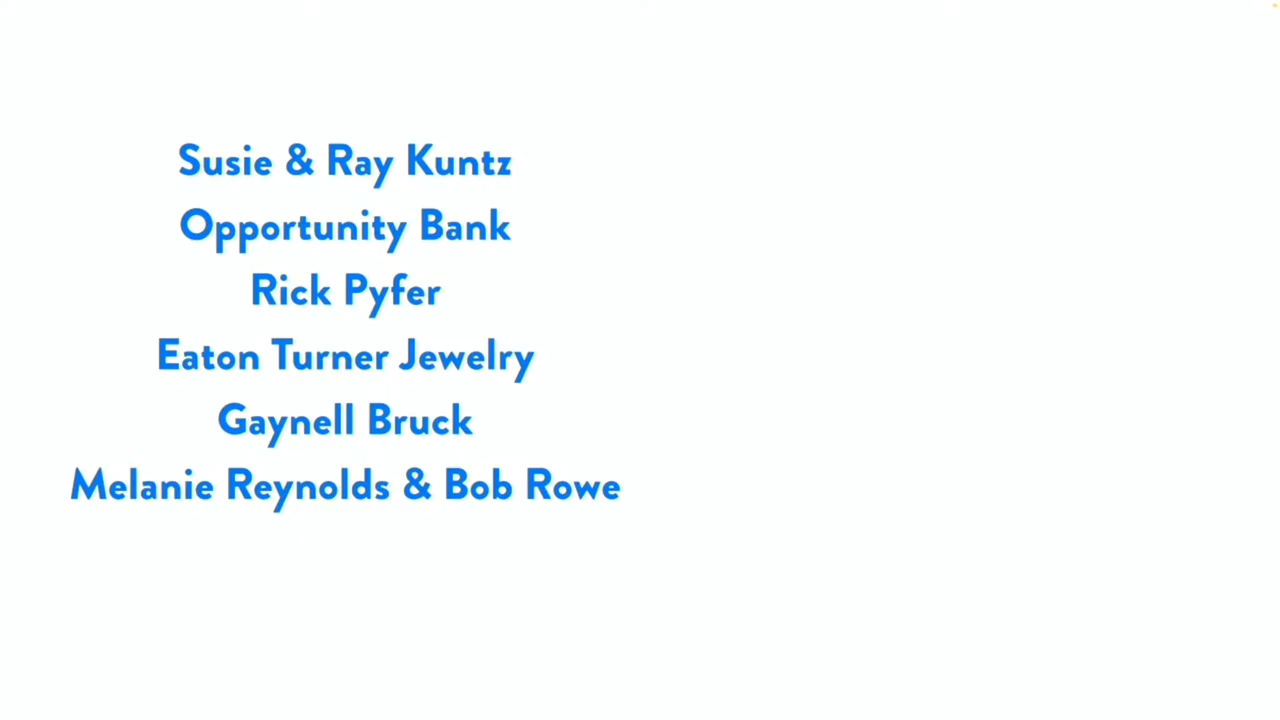 Susie & Ray Kuntz
Opportunity Bank
Rick Pyfer
Eaton Turner Jewelry
Gaynell Bruck
Melanie Reynolds & Bob Rowe